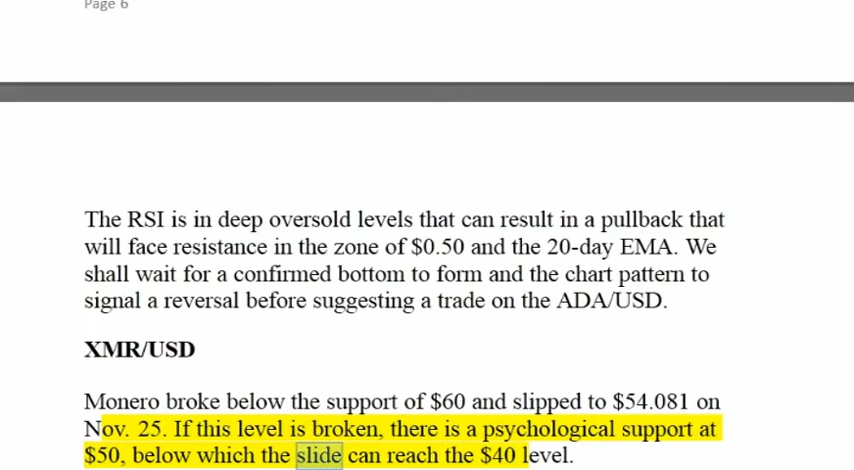 Page 6
The RSI is in deep oversold levels that can result in a pullback that
will face resistance in the zone of $0.50 and the 20-day EMA. We
shall wait for a confirmed bottom to form and the chart pattern to
signal a reversal before suggesting a trade on the ADA/USD.
XMR/USD
Monero broke below the support of $60 and slipped to $54.081 on
Nov. 25. If this level is broken, there is a psychological support at
$50, below which the slide can reach the $40 level.